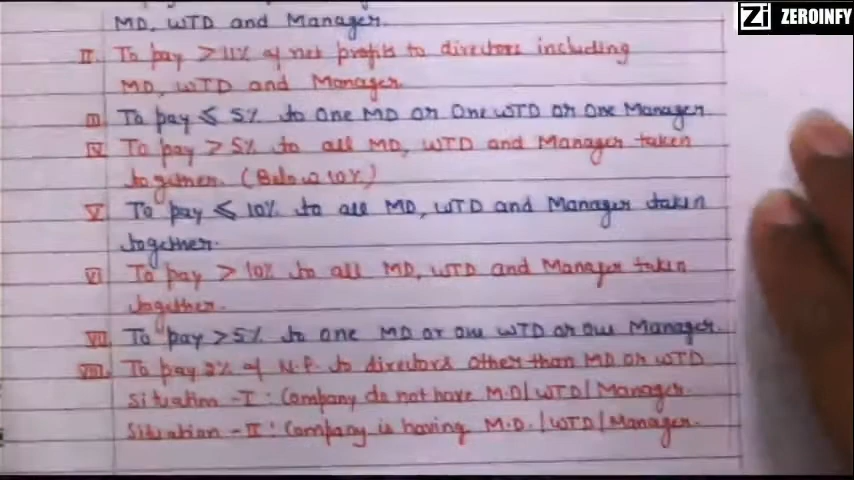 Zi ZEROINFY
MD, WTD and Manager.
II. To pay > 11% of net profits to directors including
MD, WTD and Manager.
III To pay ≤ 5% to One MD or One WTD or One Manager
IV To pay > 5% to all MD, WTD and Manager taken
together. (Below 10%)
V To pay ≤ 10% to all MD, WTD and Manager taken
together.
VI To pay > 10% to all MD, WTD and Manager taken
together.
VII To pay > 5% to one MD or one WTD or one Manager.
VIII To pay % of N.P. to directors other than MD or WTD
Situation - I : Company do not have M.D/WTD/Manager.
Situation - II : Company is having M.D./WTD/Manager.